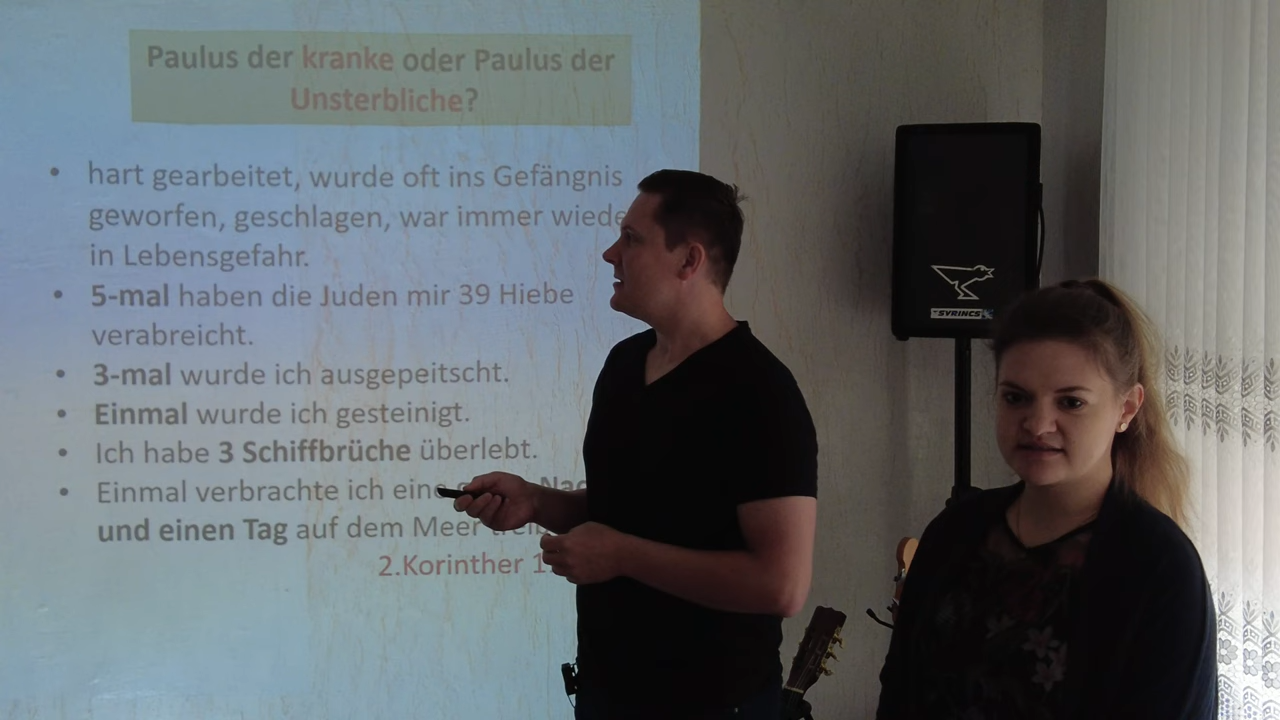 Paulus der kranke oder Paulus der
Unsterbliche?
• hart gearbeitet, wurde oft ins Gefängnis
geworfen, geschlagen, war immer wiede
in Lebensgefahr.
• 5-mal haben die Juden mir 39 Hiebe
verabreicht.
• 3-mal wurde ich ausgepeitscht.
• Einmal wurde ich gesteinigt.
• Ich habe 3 Schiffbrüche überlebt.
• Einmal verbrachte ich eine
und einen Tag auf dem Meer
2.Korinther
SYRINCS